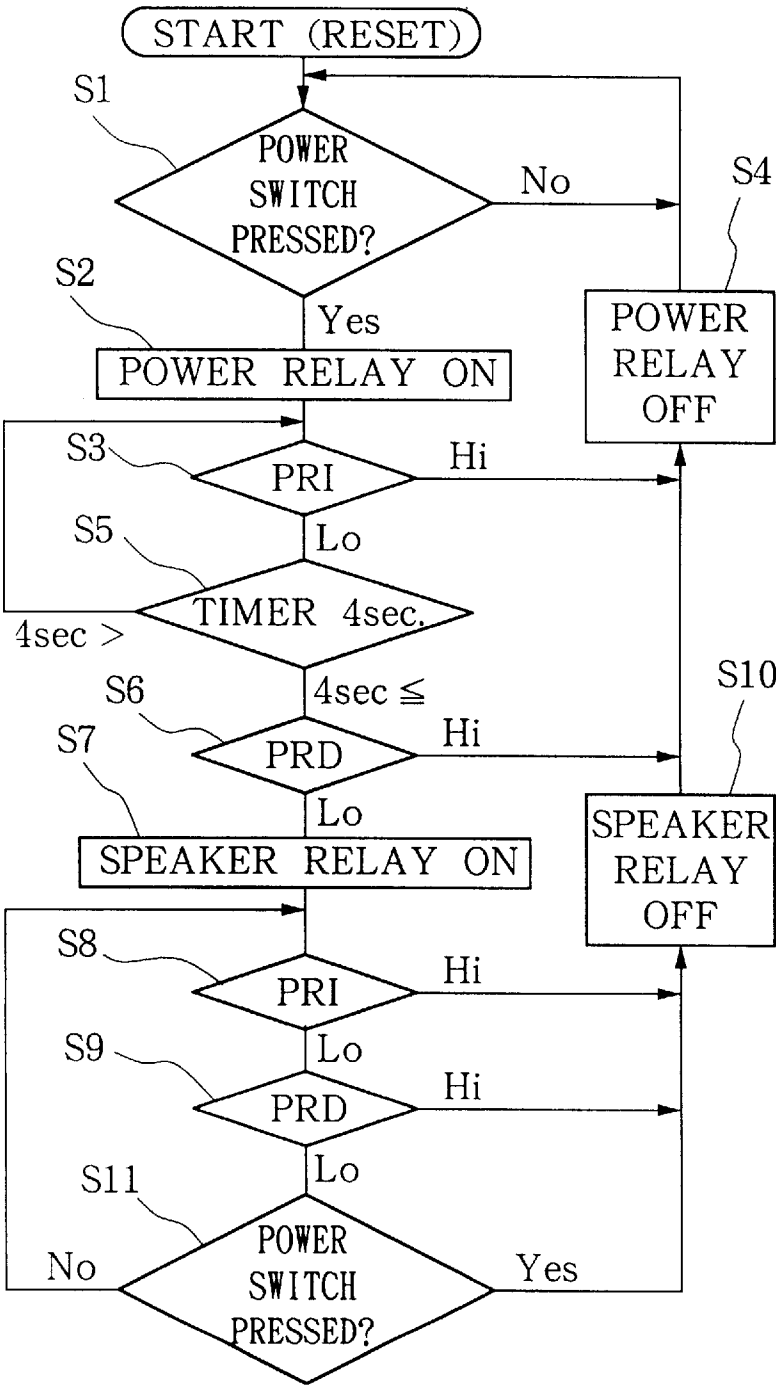 START (RESET)
S1
POWER
SWITCH
PRESSED?
No
S4
S2
Yes
POWER RELAY ON
POWER
RELAY
OFF
S3
PRI
Hi
Lo
S5
TIMER 4sec.
4sec >
4sec ≦
S6
PRD
Hi
S10
S7
Lo
SPEAKER RELAY ON
SPEAKER
RELAY
OFF
S8
PRI
Hi
Lo
S9
PRD
Hi
Lo
S11
POWER
SWITCH
PRESSED?
No
Yes